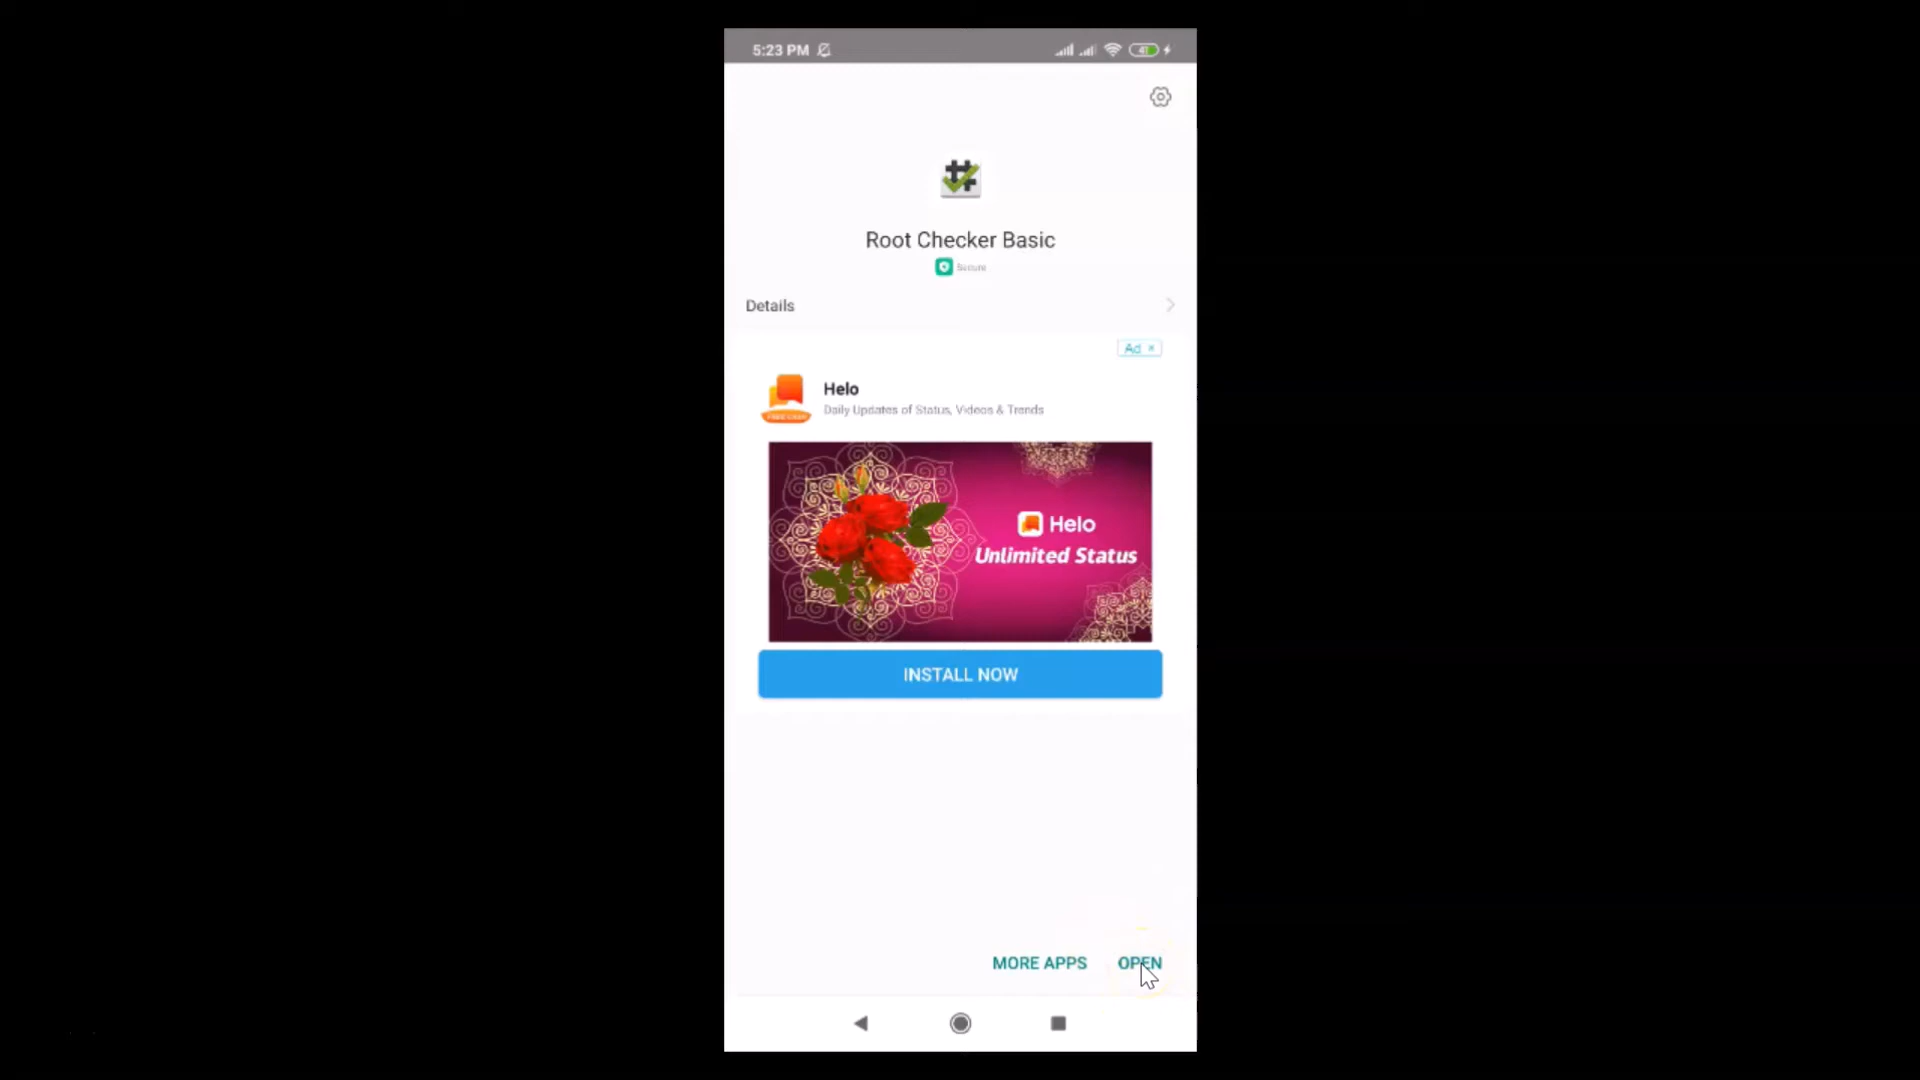 5:23 PM
41
Root Checker Basic
Secure
Details
Ad ×
Helo
Daily Updates of Status, Videos & Trends
Helo
Unlimited Status
INSTALL NOW
MORE APPS OPEN